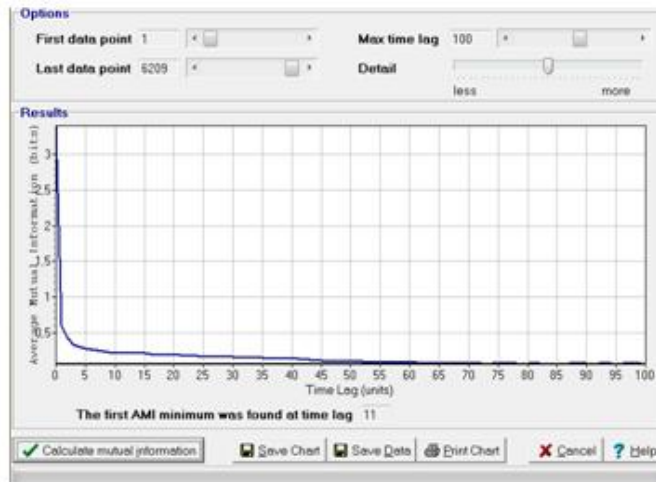 Options
First data point 1 Max time lag 100
Last data point 6209 Detail
less more
Results
Average Mutual Information (bits)
3
2.5
2
1.5
1
0.5
0 5 10 15 20 25 30 35 40 45 50 55 60 65 70 75 80 85 90 95 100
Time Lag (units)
The first AMI minimum was found at time lag 11
Calculate mutual information Save Chart Save Data Print Chart Cancel Help